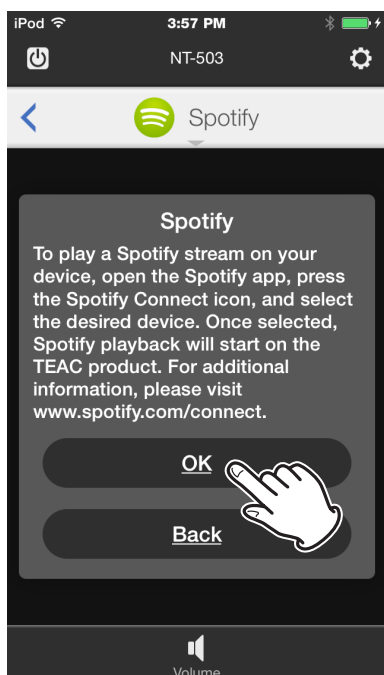 iPod 3:57 PM
NT-503
Spotify
Spotify
To play a Spotify stream on your
device, open the Spotify app, press
the Spotify Connect icon, and select
the desired device. Once selected,
Spotify playback will start on the
TEAC product. For additional
information, please visit
www.spotify.com/connect.
OK
Back
Volume